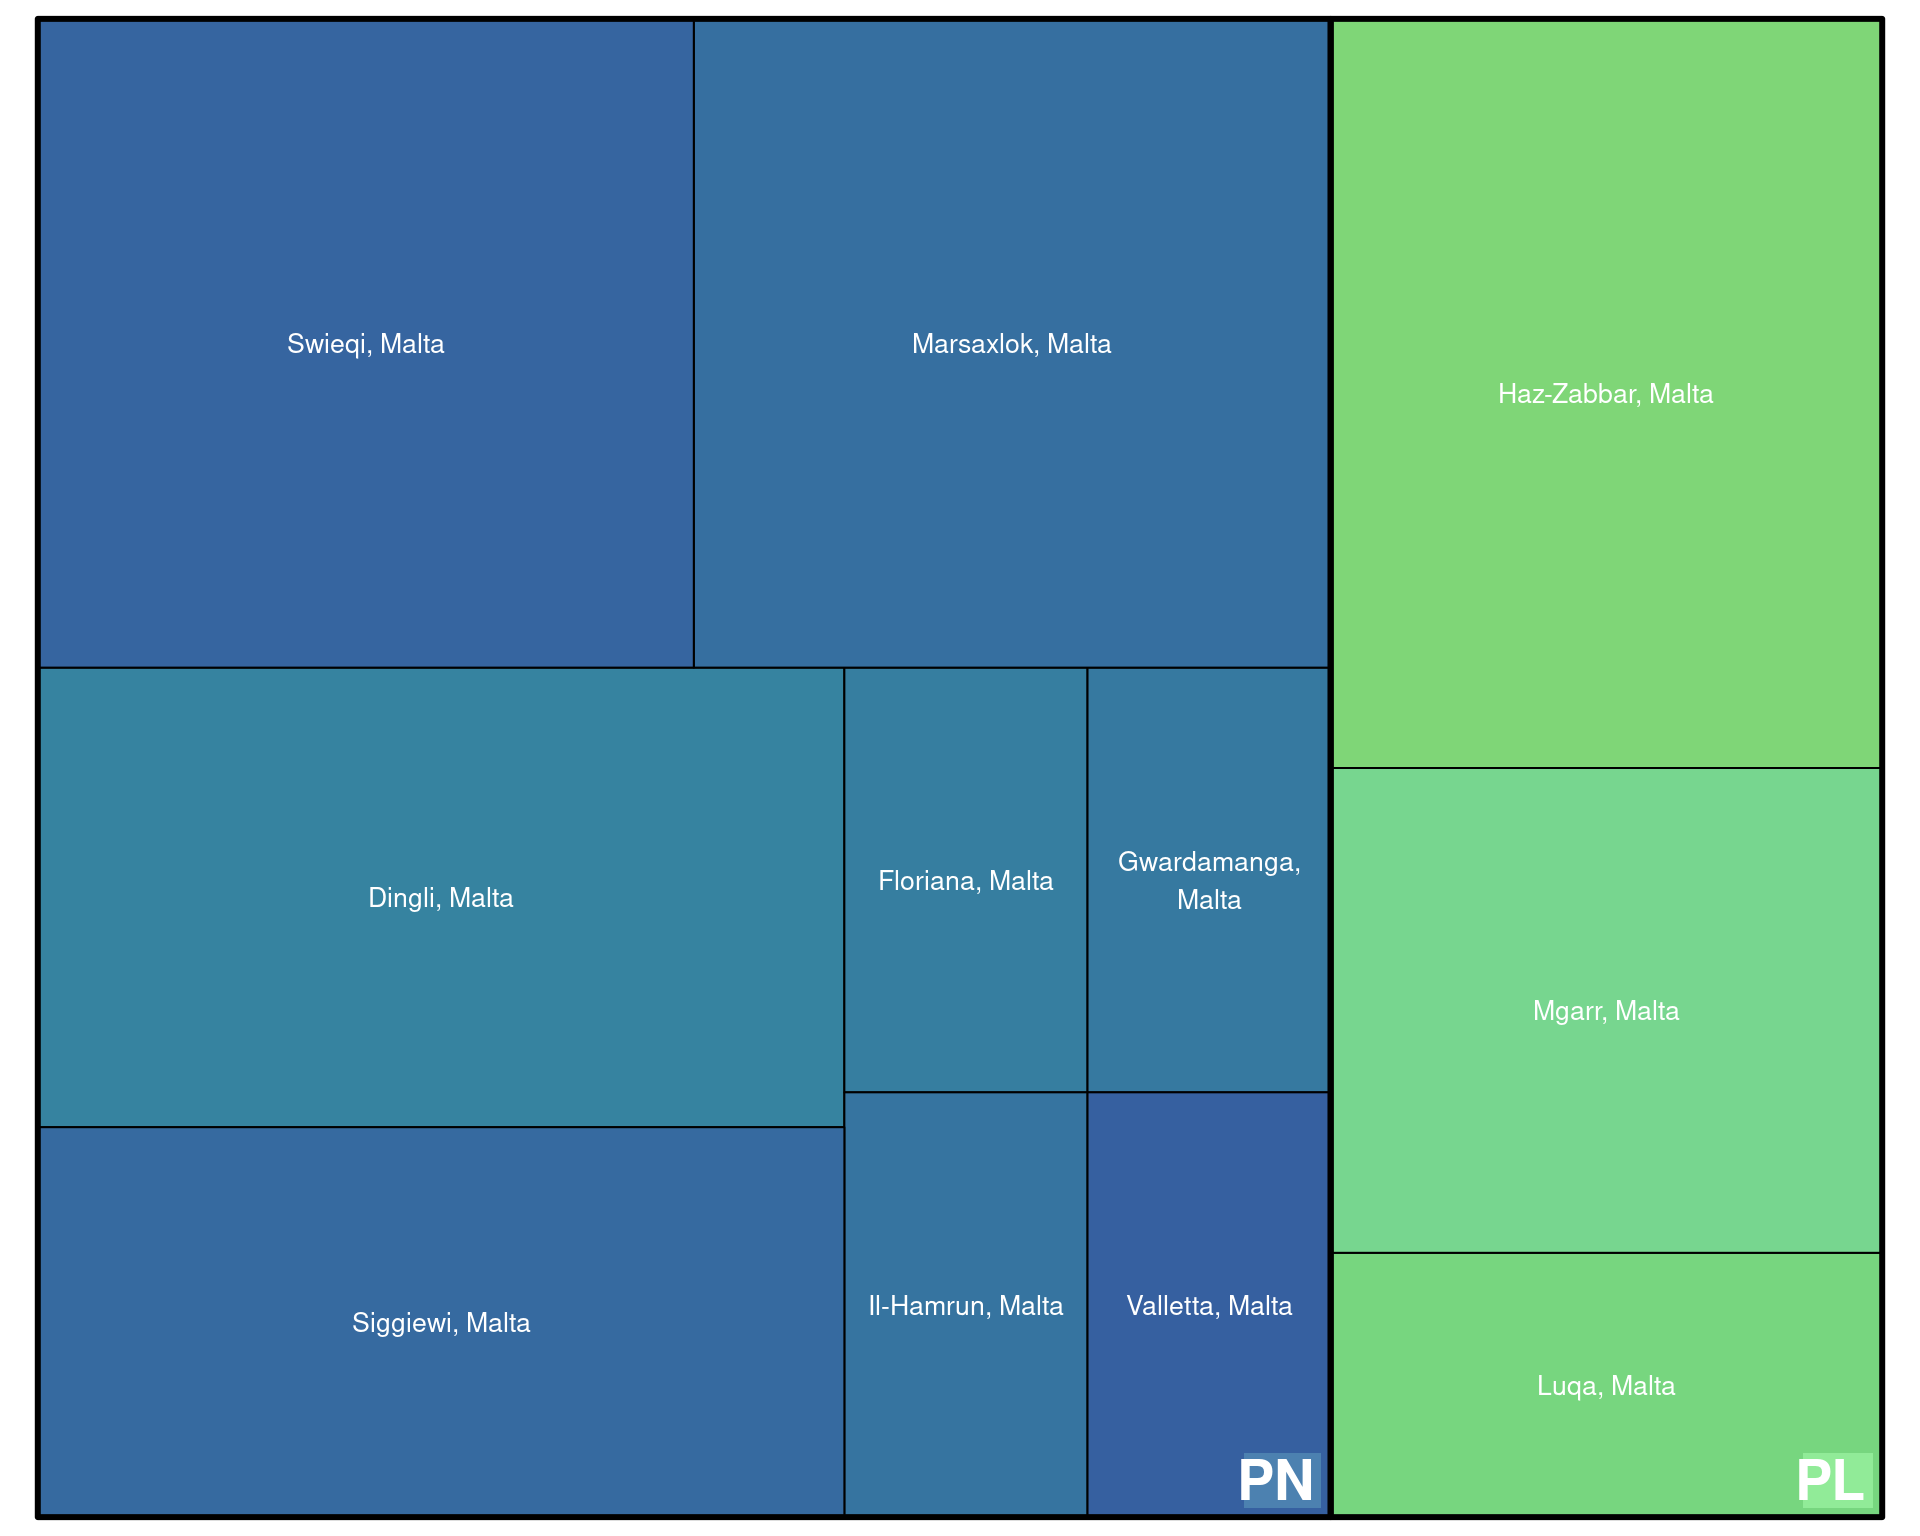 Swieqi, Malta
Marsaxlok, Malta
Haz-Zabbar, Malta
Dingli, Malta
Floriana, Malta
Gwardamanga,
Malta
Mgarr, Malta
Siggiewi, Malta
Il-Hamrun, Malta
Valletta, Malta
Luqa, Malta
PN
PL